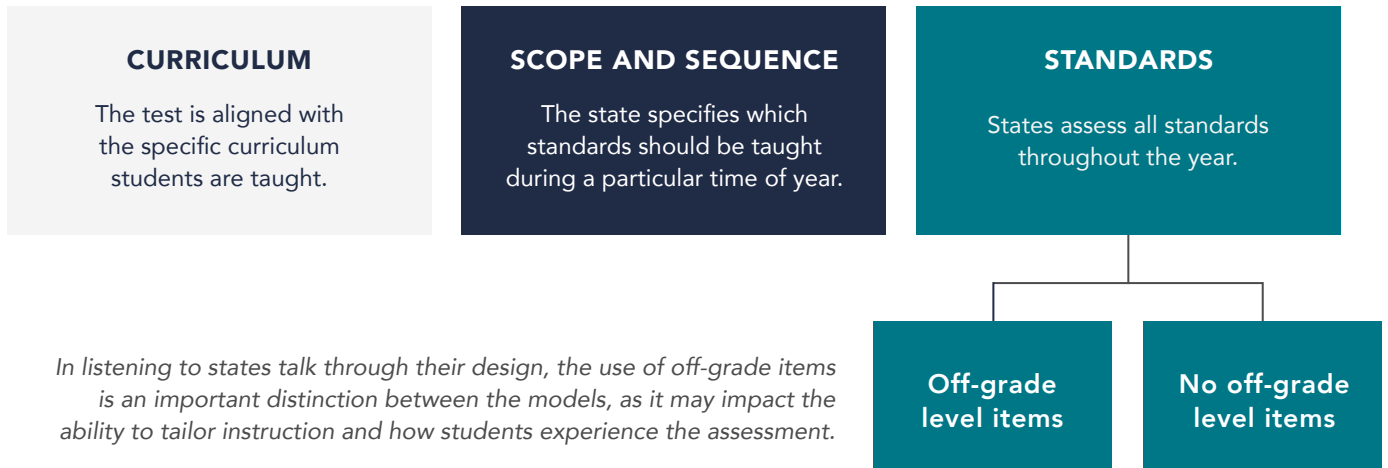 CURRICULUM
The test is aligned with
the specific curriculum
students are taught.
SCOPE AND SEQUENCE
The state specifies which
standards should be taught
during a particular time of year.
STANDARDS
States assess all standards
throughout the year.
In listening to states talk through their design, the use of off-grade items
is an important distinction between the models, as it may impact the
ability to tailor instruction and how students experience the assessment.
Off-grade
level items
No off-grade
level items